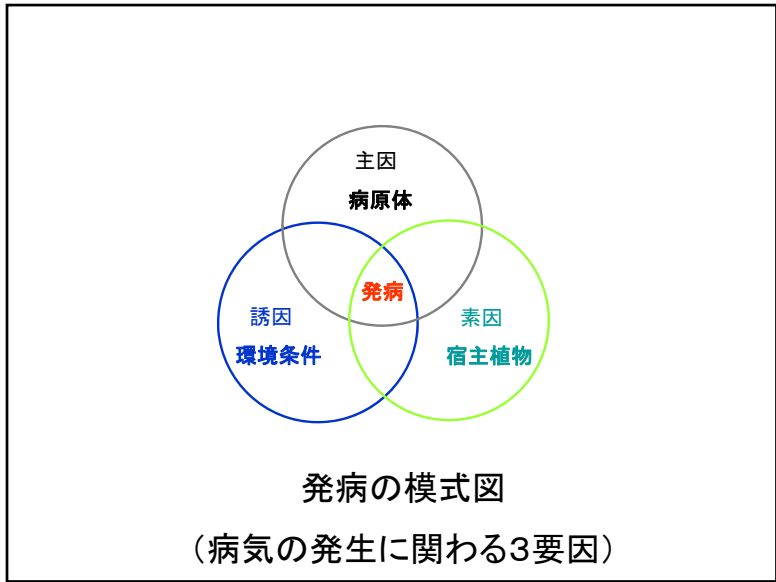 主因
病原体
発病
誘因
環境条件
素因
宿主植物
発病の模式図
（病気の発生に関わる3要因）